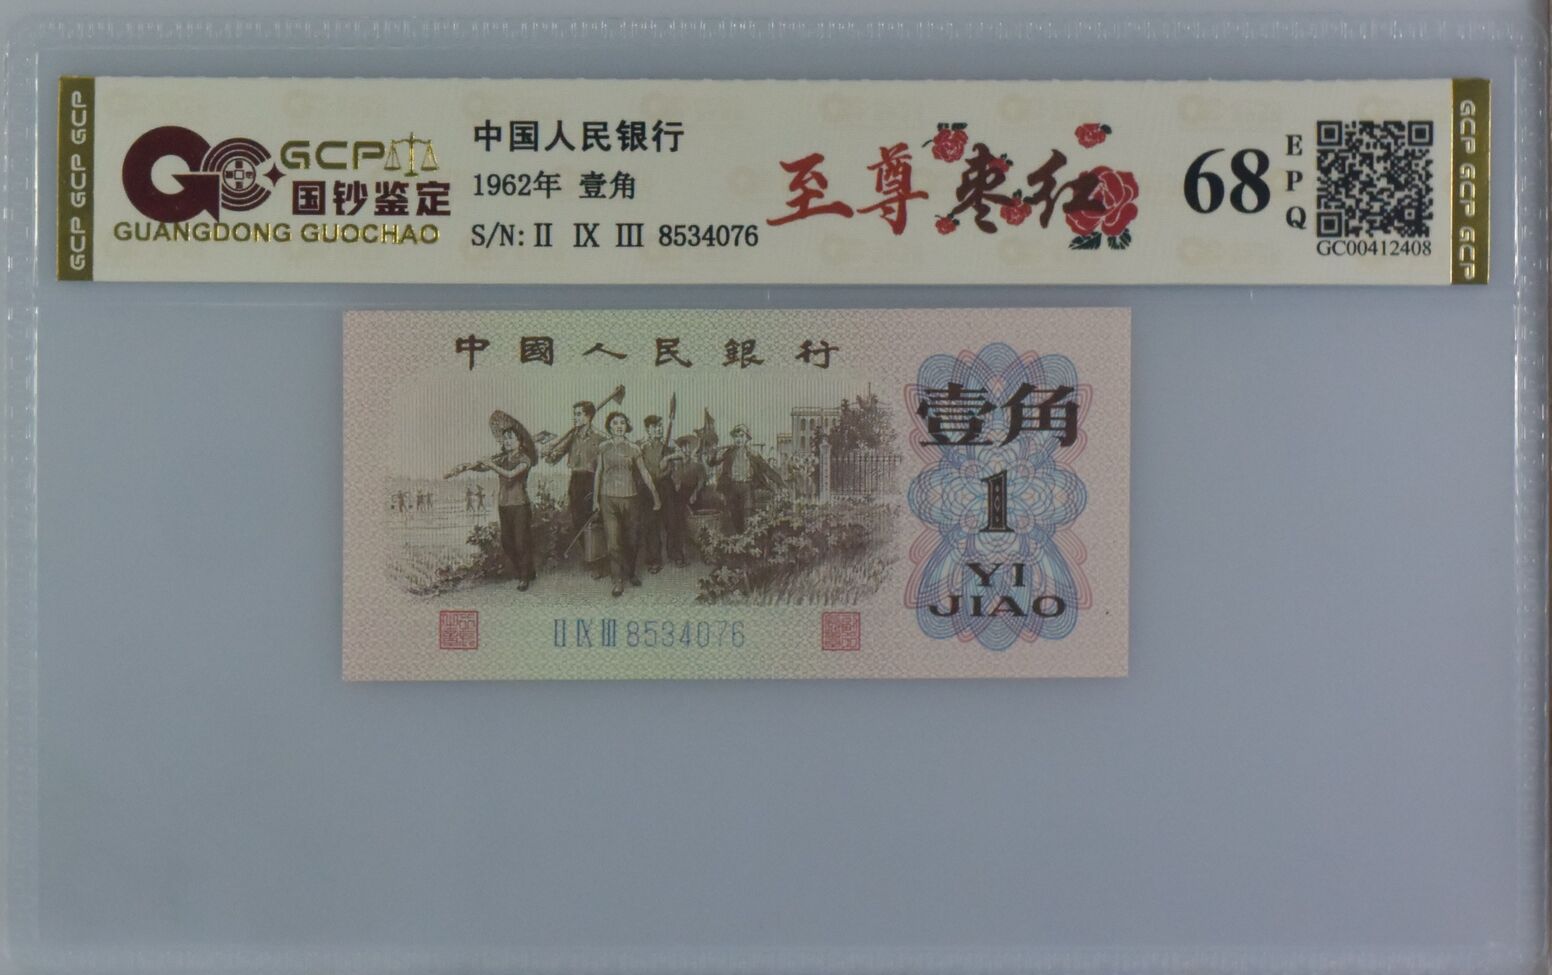 GCP GCP GCP
GCP
国钞鉴定
GUANGDONG GUOCHAO
中国人民银行
1962年 壹角
S/N: II IX III 8534076
至尊枣红
68
EPQ
GC00412408
GCP GCP GCP
中國人民銀行
壹角
1
YI
JIAO
II IX III 8534076